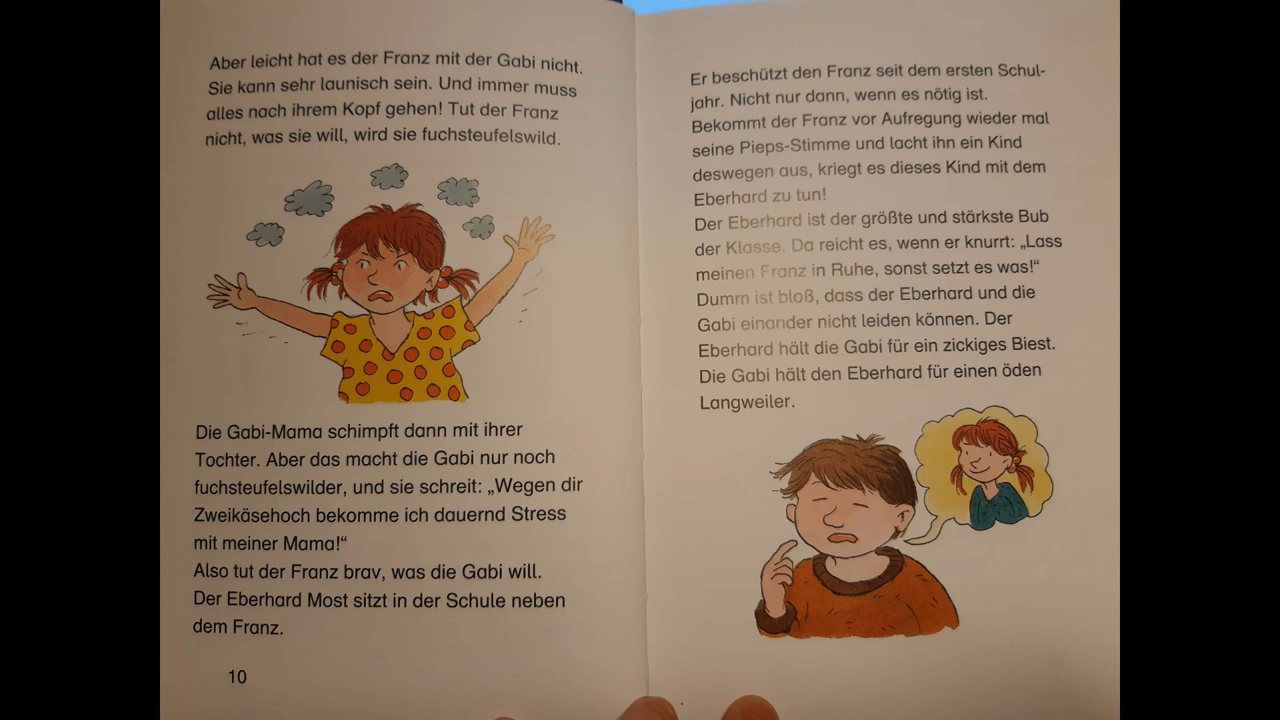 Aber leicht hat es der Franz mit der Gabi nicht.
Sie kann sehr launisch sein. Und immer muss
alles nach ihrem Kopf gehen! Tut der Franz
nicht, was sie will, wird sie fuchsteufelswild.
Die Gabi-Mama schimpft dann mit ihrer
Tochter. Aber das macht die Gabi nur noch
fuchsteufelswilder, und sie schreit: „Wegen dir
Zweikäsehoch bekomme ich dauernd Stress
mit meiner Mama!“
Also tut der Franz brav, was die Gabi will.
Der Eberhard Most sitzt in der Schule neben
dem Franz.
10
Er beschützt den Franz seit dem ersten Schul-
jahr. Nicht nur dann, wenn es nötig ist.
Bekommt der Franz vor Aufregung wieder mal
seine Pieps-Stimme und lacht ihn ein Kind
deswegen aus, kriegt es dieses Kind mit dem
Eberhard zu tun!
Der Eberhard ist der größte und stärkste Bub
der Klasse. Da reicht es, wenn er knurrt: „Lass
meinen Franz in Ruhe, sonst setzt es was!“
Dumm ist bloß, dass der Eberhard und die
Gabi einander nicht leiden können. Der
Eberhard hält die Gabi für ein zickiges Biest.
Die Gabi hält den Eberhard für einen öden
Langweiler.